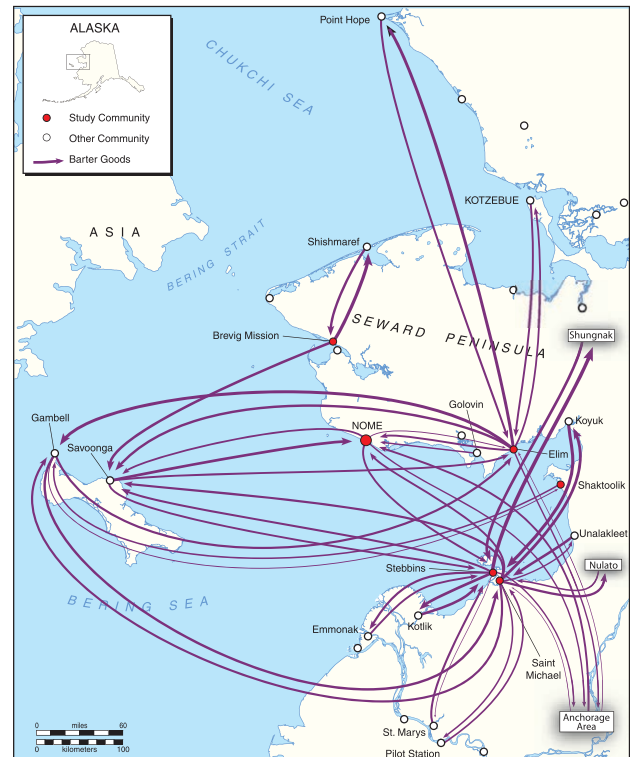 ALASKA
Study Community
Other Community
Barter Goods
Point Hope
CHUKCHI SEA
KOTZEBUE
ASIA
BERING STRAIT
Shishmaref
Brevig Mission
SEWARD PENINSULA
Shungnak
Gambell
Savoonga
NOME
Golovin
Koyuk
Elim
Shaktoolik
Unalakleet
Stebbins
Nulato
BERING SEA
Emmonak
Kotlik
Saint
Michael
St. Marys
Pilot Station
Anchorage
Area
0 miles 60
0 kilometers 100